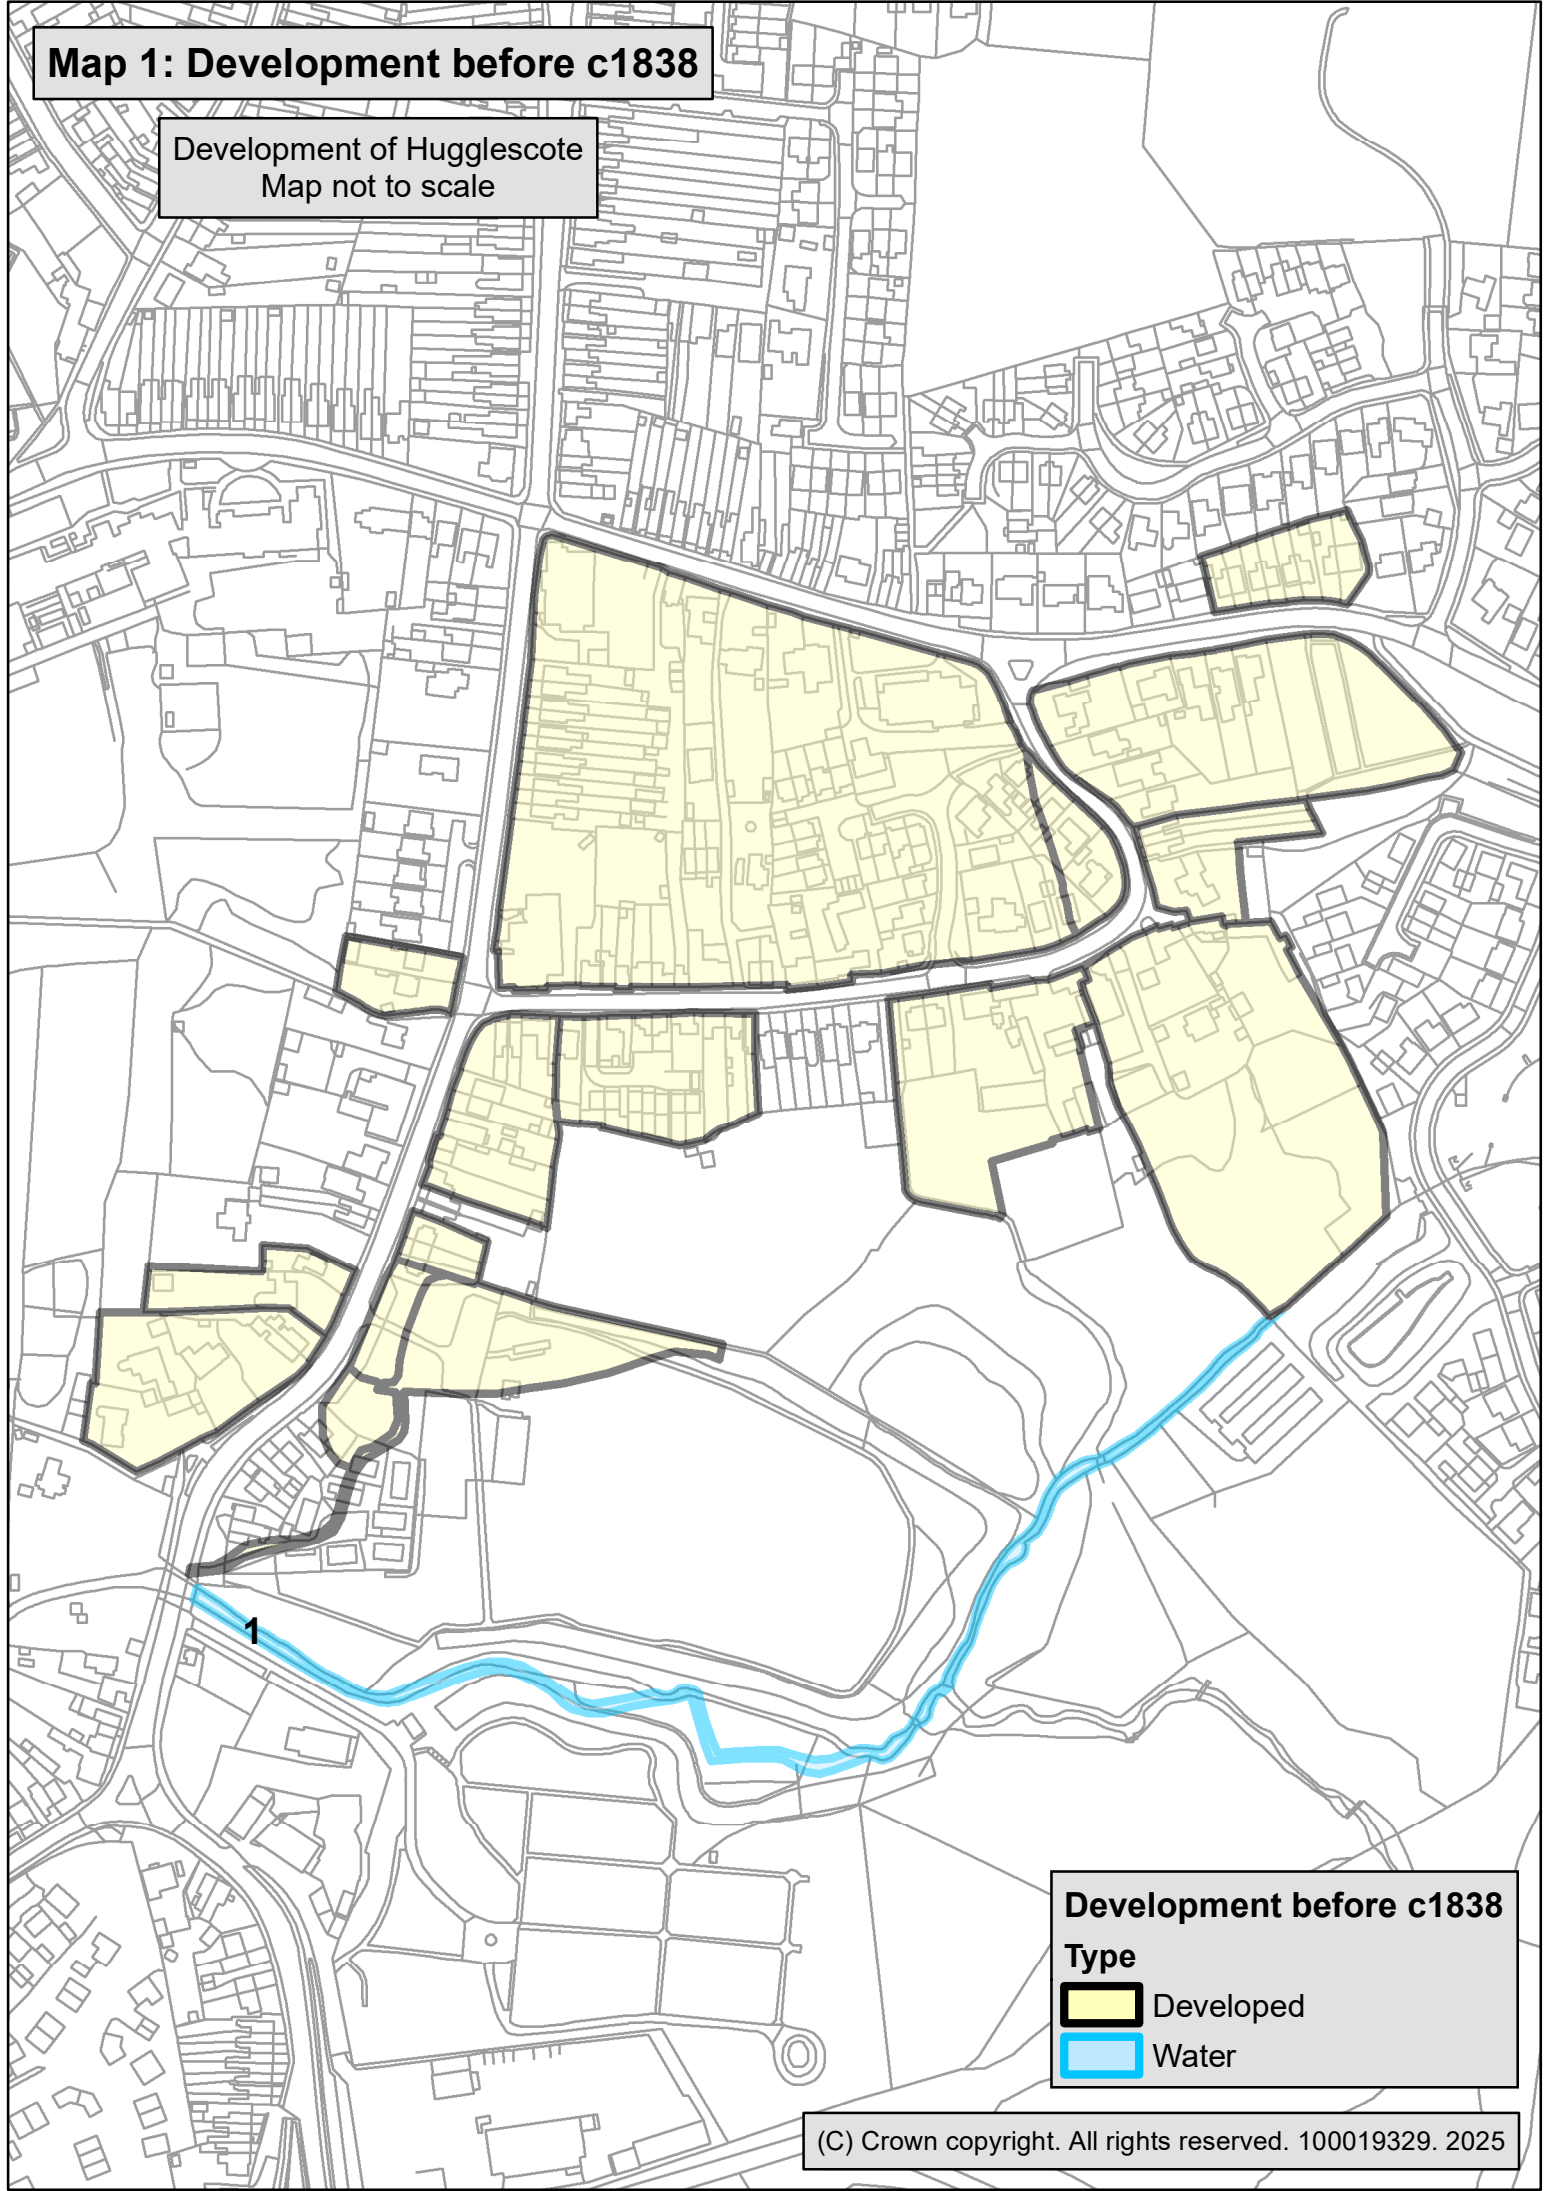 Map 1: Development before c1838
Development of Hugglescote
Map not to scale
1
Development before c1838
Type
Developed
Water
(C) Crown copyright. All rights reserved. 100019329. 2025